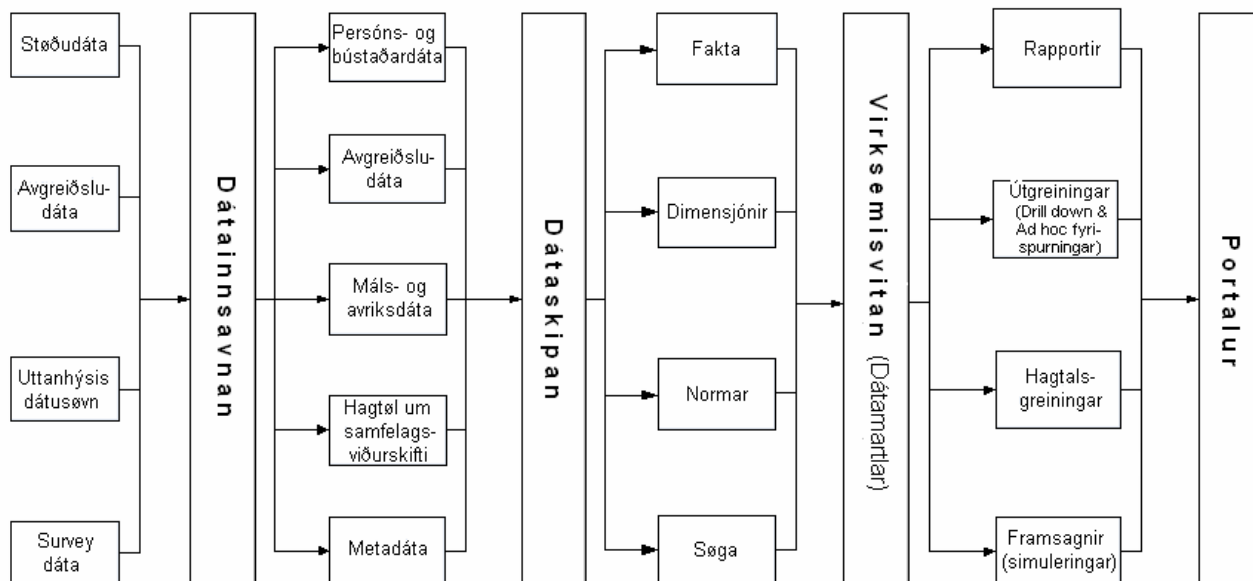 Støðudáta
Avgreiðslu-
dáta
Uttanhýsis
dátusøvn
Survey
dáta
Dátainnsavnan
Persóns- og
bústaðardáta
Avgreiðslu-
dáta
Máls- og
avriksdáta
Hagtøl um
samfelags-
viðurskifti
Metadáta
Dátaskipan
Fakta
Dimensjónir
Normar
Søga
Virksemisvitan (Dátamartlar)
Rapportir
Útgreiningar
(Drill down &
Ad hoc fyri-
spurningar)
Hagtals-
greiningar
Framsagnir
(simuleringar)
Portalur